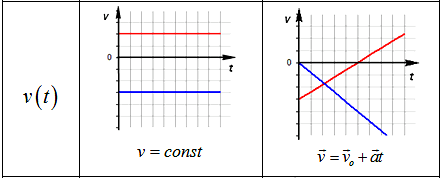 v(t)
v
0
t
v = const
v
0
t
v⃗ = v⃗₀ + a⃗t